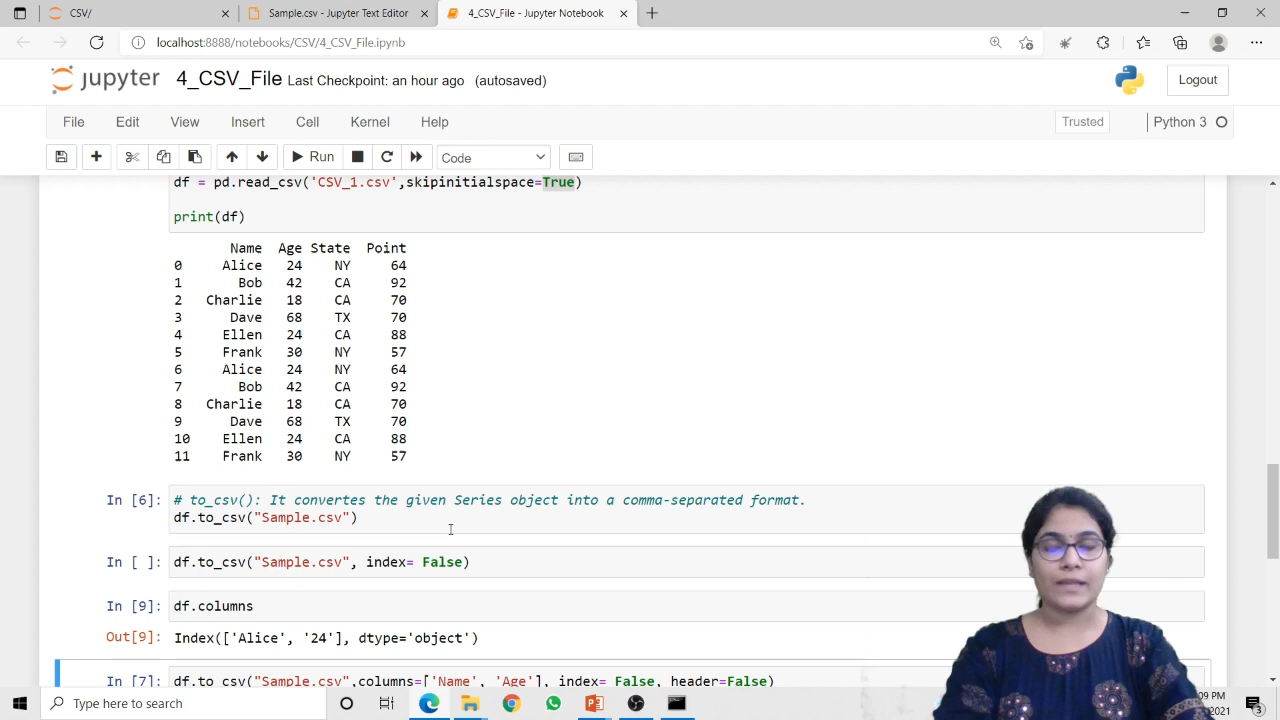 CSV/
Sample.csv - Jupyter Text Editor
4_CSV_File - Jupyter Notebook
localhost:8888/notebooks/CSV/4_CSV_File.ipynb
jupyter 4_CSV_File Last Checkpoint: an hour ago (autosaved)
Logout
File Edit View Insert Cell Kernel Help
Trusted
Python 3
Run
Code
df = pd.read_csv('CSV_1.csv',skipinitialspace=True)
print(df)
Name Age State Point
0 Alice 24 NY 64
1 Bob 42 CA 92
2 Charlie 18 CA 70
3 Dave 68 TX 70
4 Ellen 24 CA 88
5 Frank 30 NY 57
6 Alice 24 NY 64
7 Bob 42 CA 92
8 Charlie 18 CA 70
9 Dave 68 TX 70
10 Ellen 24 CA 88
11 Frank 30 NY 57
In [6]: # to_csv(): It convertes the given Series object into a comma-separated format.
df.to_csv("Sample.csv")
In [ ]: df.to_csv("Sample.csv", index= False)
In [9]: df.columns
Out[9]: Index(['Alice', '24'], dtype='object')
In [7]: df.to_csv("Sample.csv",columns=['Name', 'Age'], index= False, header=False)
Type here to search
09 PM
2021
3